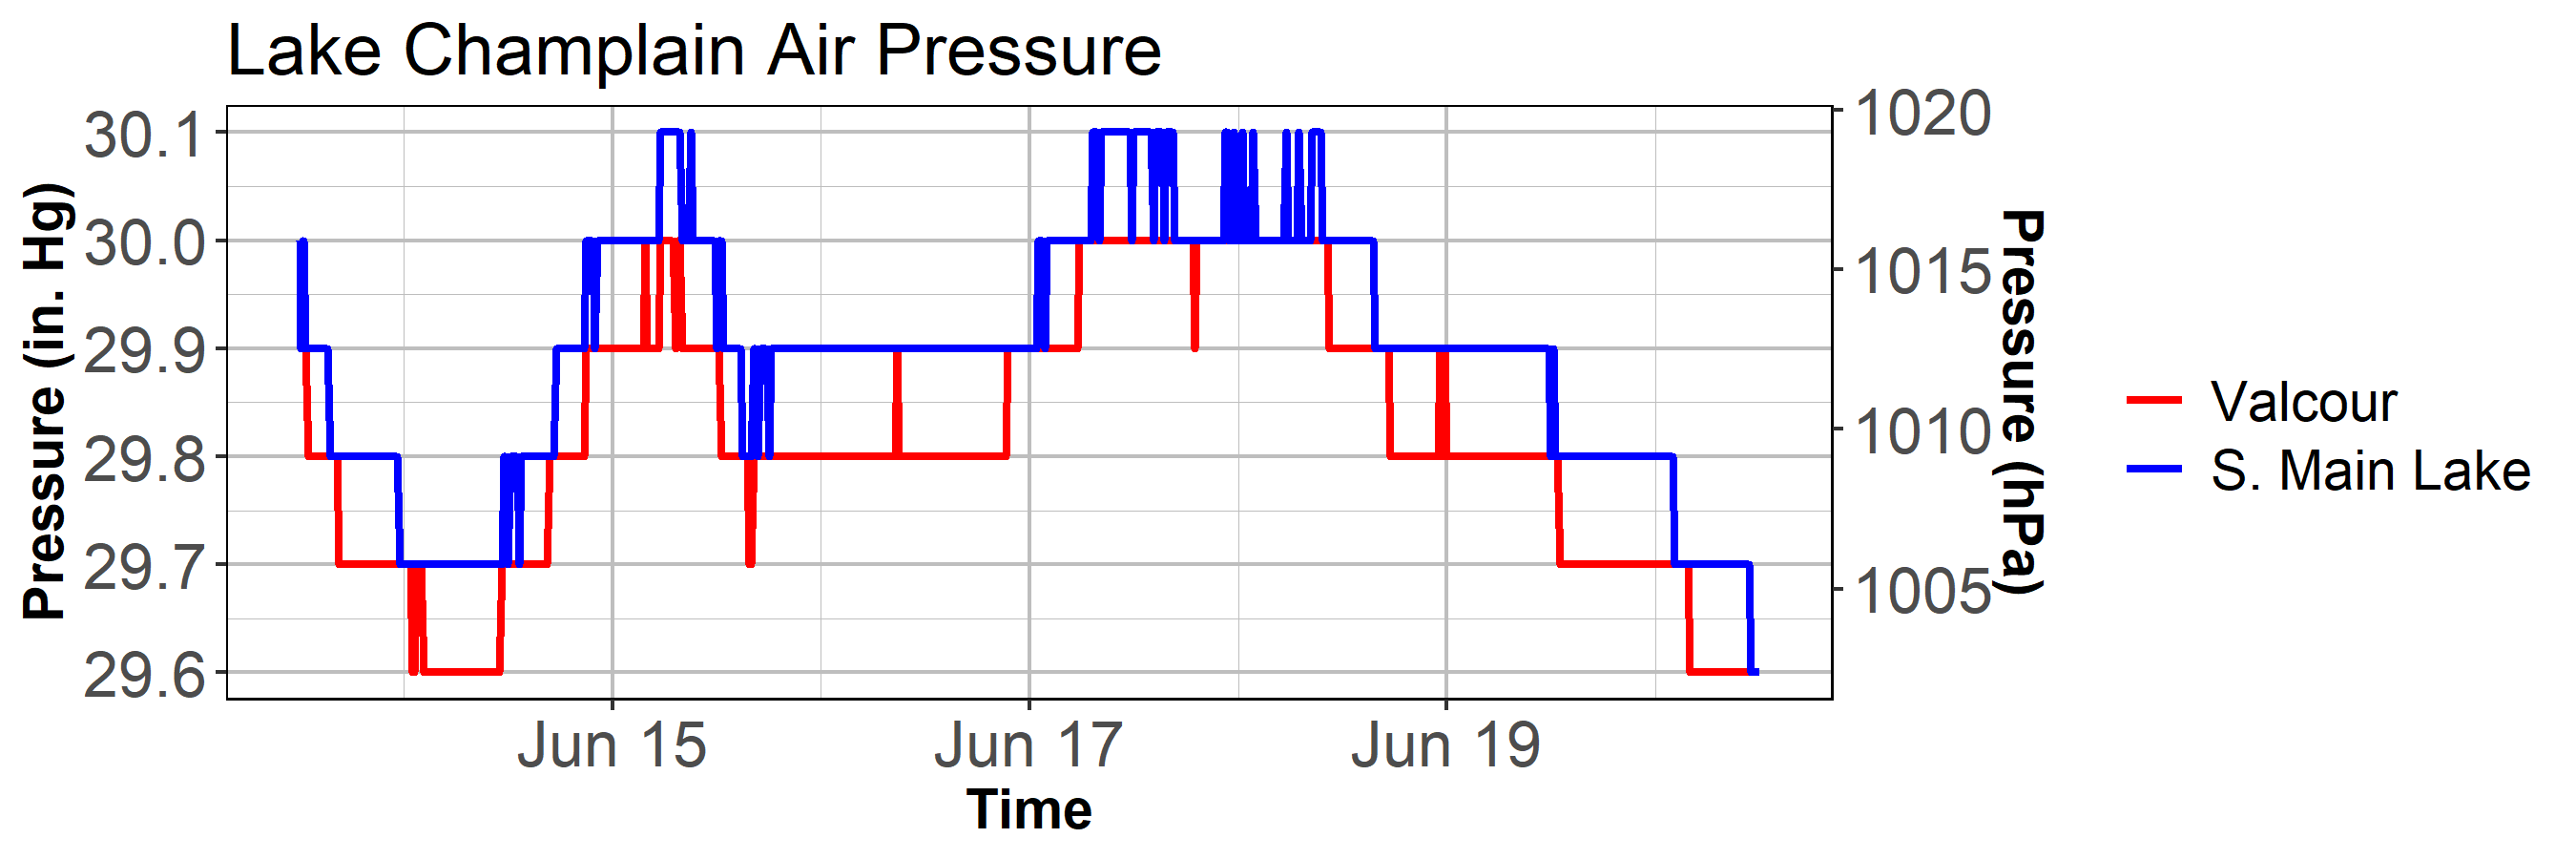 Lake Champlain Air Pressure
Pressure (in. Hg)
30.1
30.0
29.9
29.8
29.7
29.6
1020
1015
1010
1005
Pressure (hPa)
Jun 15
Jun 17
Jun 19
Time
Valcour
S. Main Lake